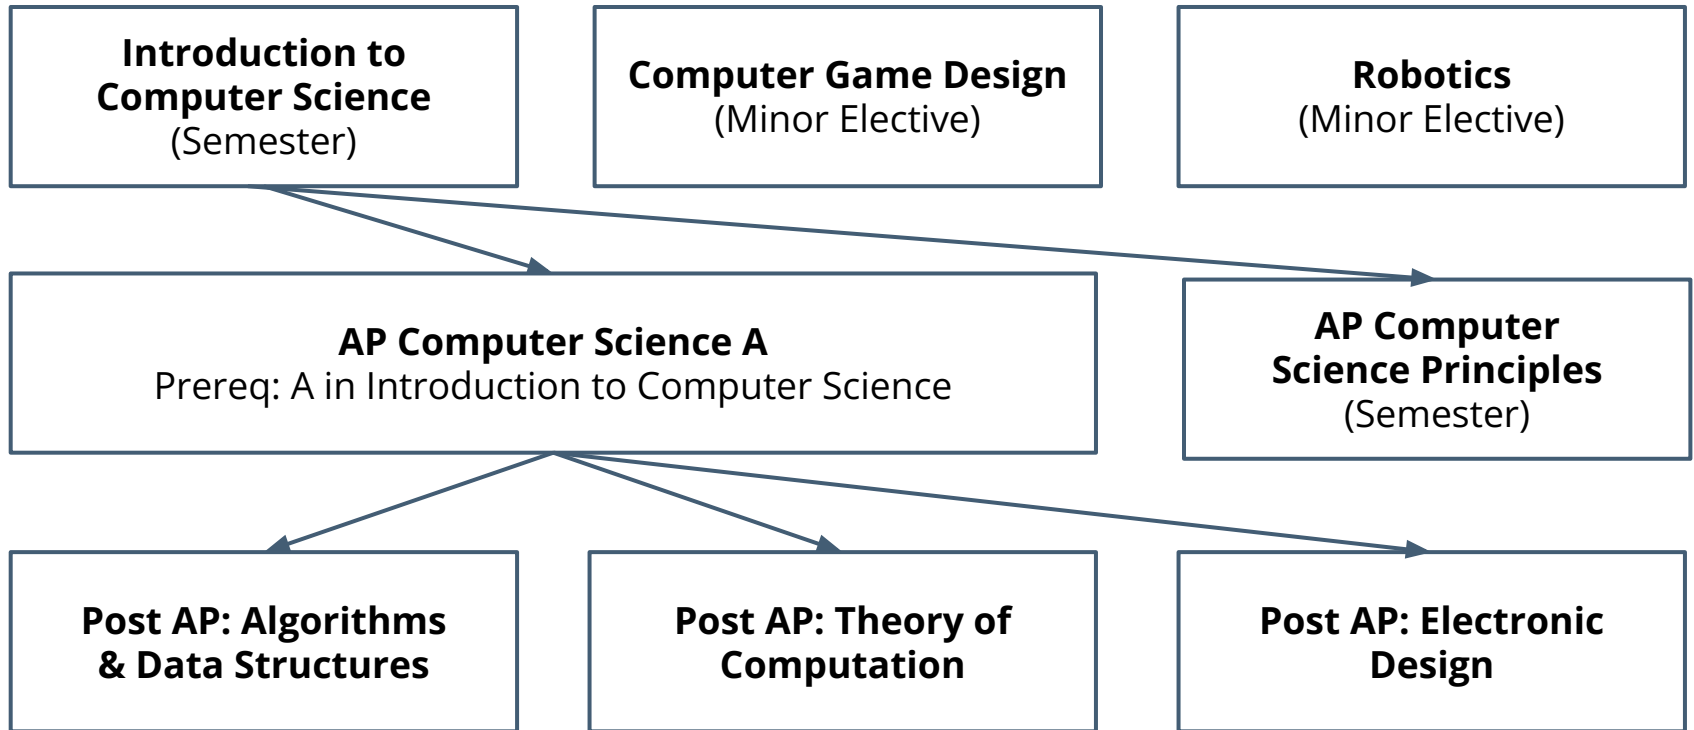 Introduction to
Computer Science
(Semester)
Computer Game Design
(Minor Elective)
Robotics
(Minor Elective)
AP Computer Science A
Prereq: A in Introduction to Computer Science
AP Computer
Science Principles
(Semester)
Post AP: Algorithms
& Data Structures
Post AP: Theory of
Computation
Post AP: Electronic
Design